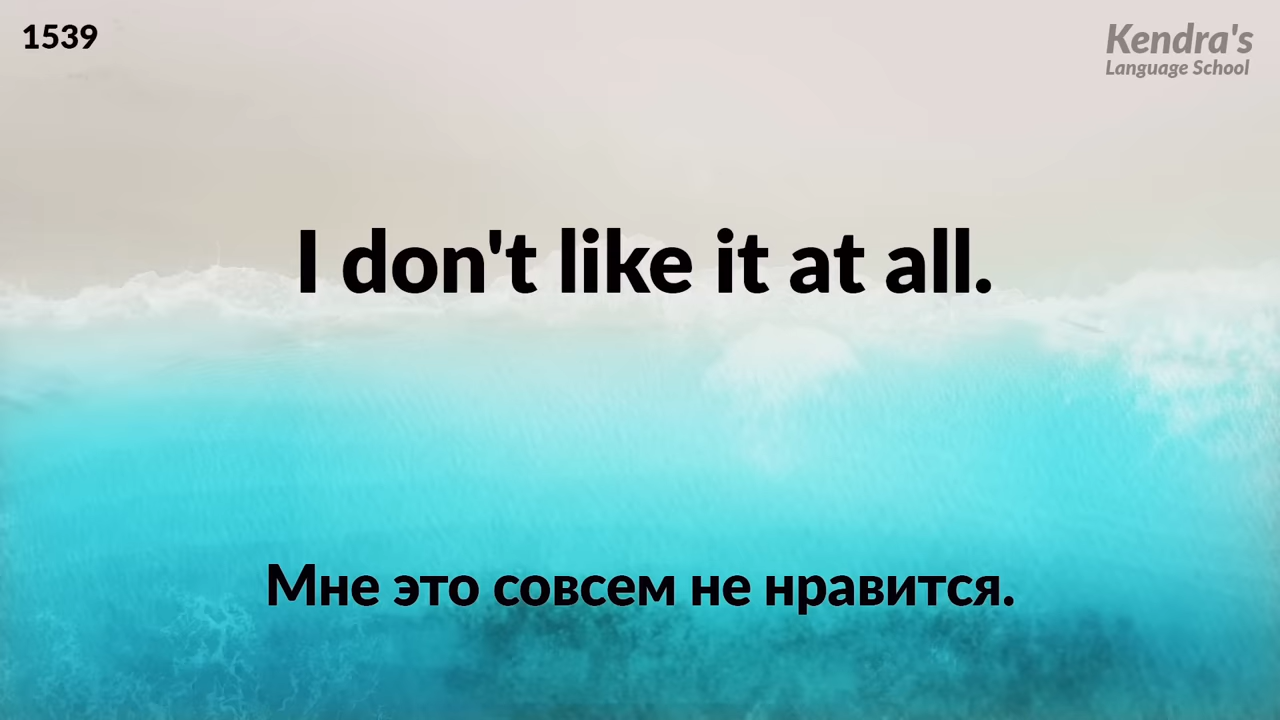 1539
Kendra's
Language School
I don't like it at all.
Мне это совсем не нравится.